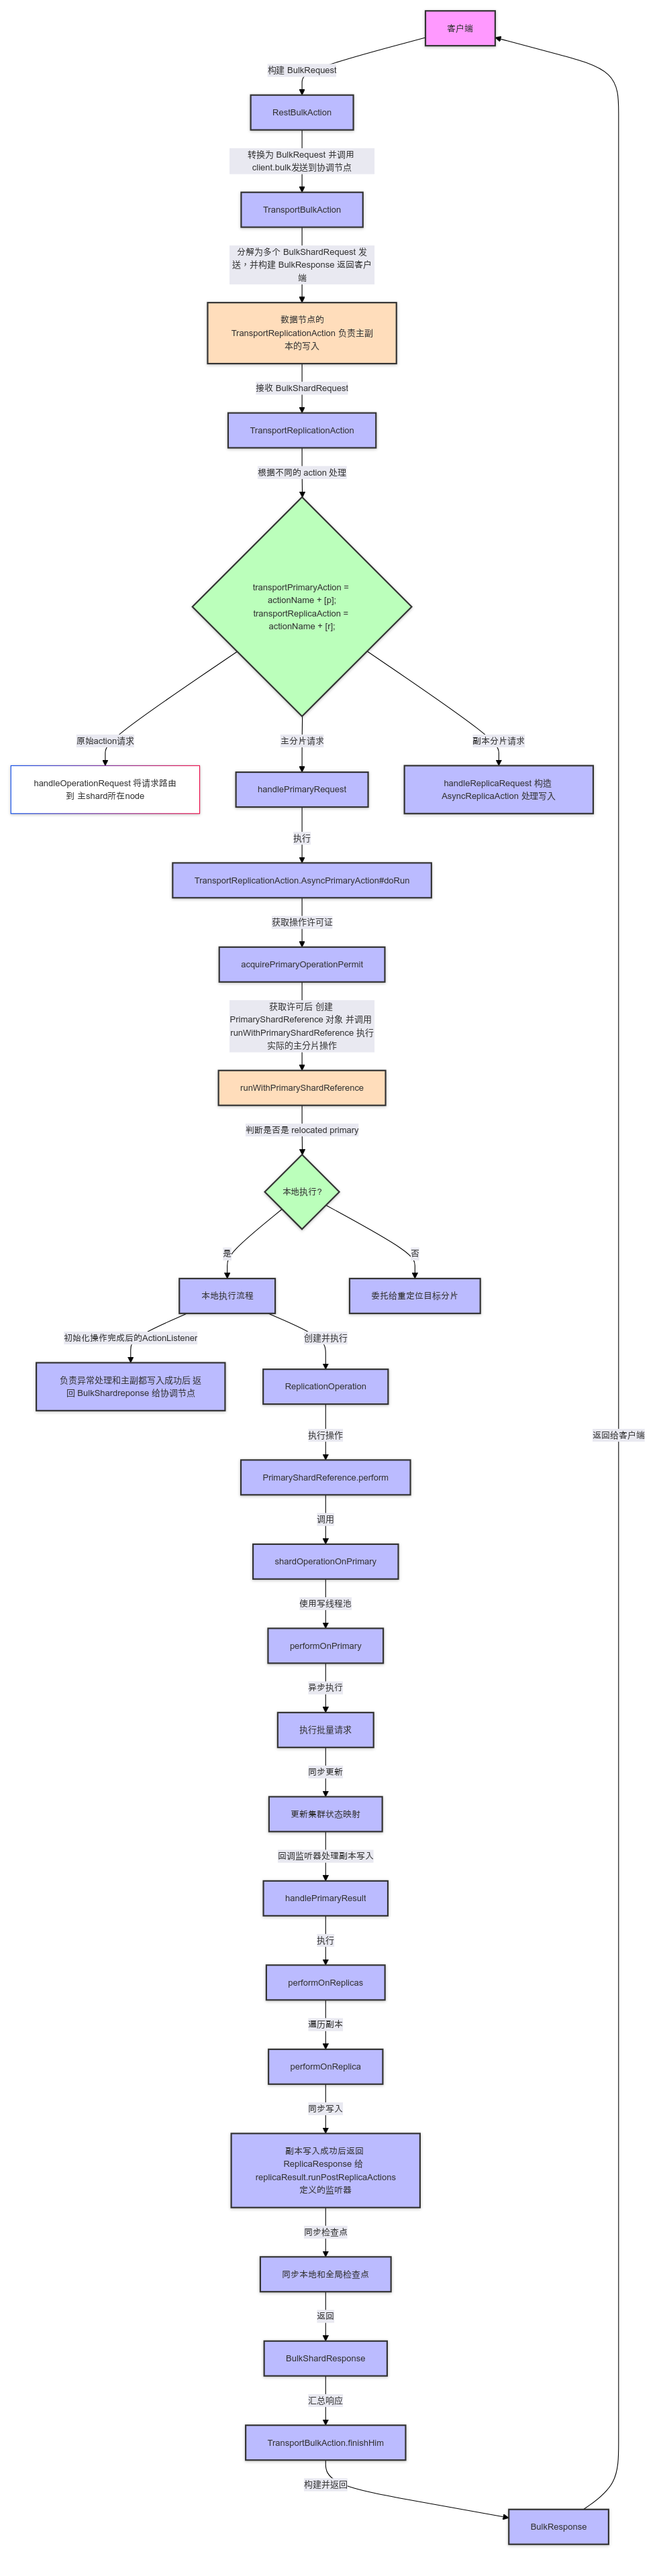 客户端
构建 BulkRequest
RestBulkAction
转换为 BulkRequest 并调用
client.bulk发送到协调节点
TransportBulkAction
分解为多个 BulkShardRequest 发
送，并构建 BulkResponse 返回客户
端
数据节点的
TransportReplicationAction 负责主副
本的写入
接收 BulkShardRequest
TransportReplicationAction
根据不同的 action 处理
transportPrimaryAction =
actionName + [p];
transportReplicaAction =
actionName + [r];
原始action请求
主分片请求
副本分片请求
handleOperationRequest 将请求路由
到 主shard所在node
handlePrimaryRequest
handleReplicaRequest 构造
AsyncReplicaAction 处理写入
执行
TransportReplicationAction.AsyncPrimaryAction#doRun
获取操作许可证
acquirePrimaryOperationPermit
获取许可后 创建
PrimaryShardReference 对象 并调用
runWithPrimaryShardReference 执行
实际的主分片操作
runWithPrimaryShardReference
判断是否是 relocated primary
本地执行?
是
否
本地执行流程
委托给重定位目标分片
初始化操作完成后的ActionListener
创建并执行
负责异常处理和主副都写入成功后 返
回 BulkShardreponse 给协调节点
ReplicationOperation
返回给客户端
执行操作
PrimaryShardReference.perform
调用
shardOperationOnPrimary
使用写线程池
performOnPrimary
异步执行
执行批量请求
同步更新
更新集群状态映射
回调监听器处理副本写入
handlePrimaryResult
执行
performOnReplicas
遍历副本
performOnReplica
同步写入
副本写入成功后返回
ReplicaResponse 给
replicaResult.runPostReplicaActions
定义的监听器
同步检查点
同步本地和全局检查点
返回
BulkShardResponse
汇总响应
TransportBulkAction.finishHim
构建并返回
BulkResponse